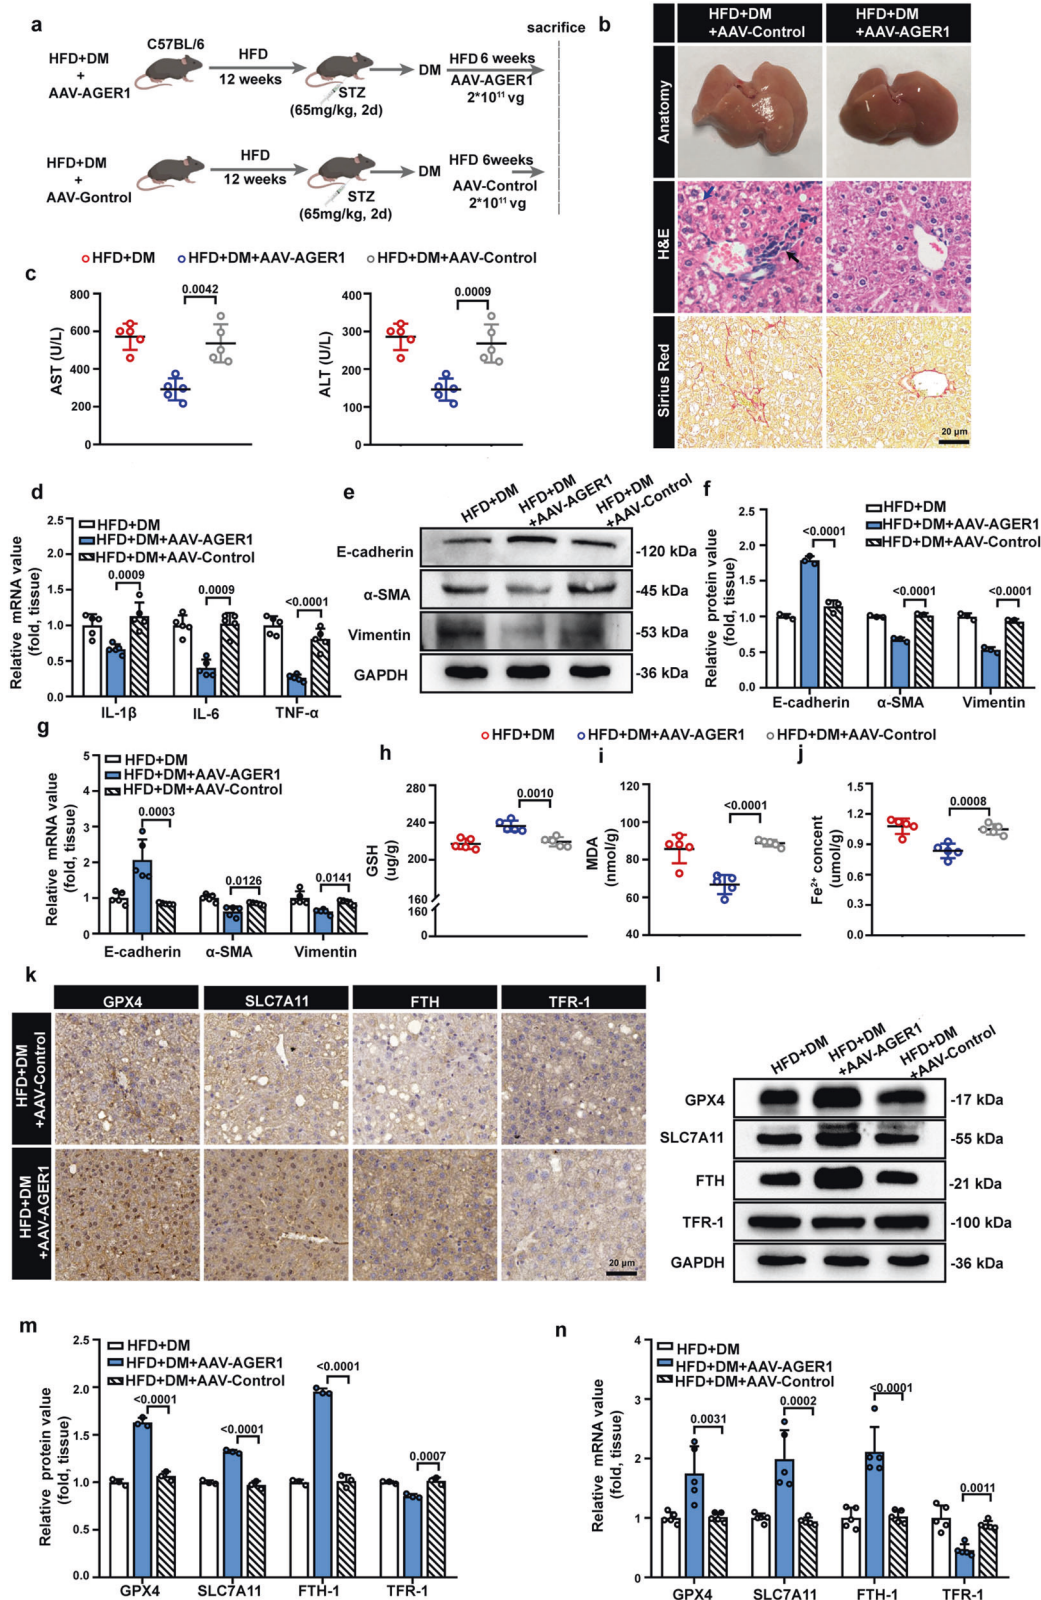 a
sacrifice
C57BL/6
HFD+DM
+
AAV-AGER1
HFD
12 weeks
STZ
(65mg/kg, 2d)
DM
HFD 6 weeks
AAV-AGER1
2*10¹¹ vg
HFD+DM
+
AAV-Gontrol
HFD
12 weeks
STZ
(65mg/kg, 2d)
DM
HFD 6weeks
AAV-Control
2*10¹¹ vg
b
HFD+DM
+AAV-Control
HFD+DM
+AAV-AGER1
Anatomy
H&E
Sirius Red
20 μm
HFD+DM
HFD+DM+AAV-AGER1
HFD+DM+AAV-Control
c
AST (U/L)
800
600
400
200
0
0.0042
ALT (U/L)
400
300
200
100
0
0.0009
d
HFD+DM
HFD+DM+AAV-AGER1
HFD+DM+AAV-Control
Relative mRNA value
(fold, tissue)
2.5
2.0
1.5
1.0
0.5
0.0
0.0009
0.0009
<0.0001
IL-1β
IL-6
TNF-α
e
HFD+DM
HFD+DM
+AAV-AGER1
HFD+DM
+AAV-Control
E-cadherin
-120 kDa
α-SMA
-45 kDa
Vimentin
-53 kDa
GAPDH
-36 kDa
f
HFD+DM
HFD+DM+AAV-AGER1
HFD+DM+AAV-Control
Relative protein value
(fold, tissue)
2.5
2.0
1.5
1.0
0.5
0.0
<0.0001
<0.0001
<0.0001
E-cadherin
α-SMA
Vimentin
g
HFD+DM
HFD+DM+AAV-AGER1
HFD+DM+AAV-Control
Relative mRNA value
(fold, tissue)
5
4
3
2
1
0
0.0003
0.0126
0.0141
E-cadherin
α-SMA
Vimentin
HFD+DM
HFD+DM+AAV-AGER1
HFD+DM+AAV-Control
h
GSH
(ug/g)
280
240
200
160
160
0
0.0010
i
MDA
(nmol/g)
120
100
80
60
40
<0.0001
j
Fe²⁺ concent
(umol/g)
1.5
1.2
0.9
0.6
0.3
0.0
0.0008
k
GPX4
SLC7A11
FTH
TFR-1
HFD+DM
+AAV-Control
HFD+DM
+AAV-AGER1
20 μm
l
HFD+DM
HFD+DM
+AAV-AGER1
HFD+DM
+AAV-Control
GPX4
-17 kDa
SLC7A11
-55 kDa
FTH
-21 kDa
TFR-1
-100 kDa
GAPDH
-36 kDa
m
HFD+DM
HFD+DM+AAV-AGER1
HFD+DM+AAV-Control
Relative protein value
(fold, tissue)
2.5
2.0
1.5
1.0
0.5
0.0
<0.0001
<0.0001
<0.0001
0.0007
GPX4
SLC7A11
FTH-1
TFR-1
n
HFD+DM
HFD+DM+AAV-AGER1
HFD+DM+AAV-Control
Relative mRNA value
(fold, tissue)
4
3
2
1
0
0.0031
0.0002
<0.0001
0.0011
GPX4
SLC7A11
FTH-1
TFR-1